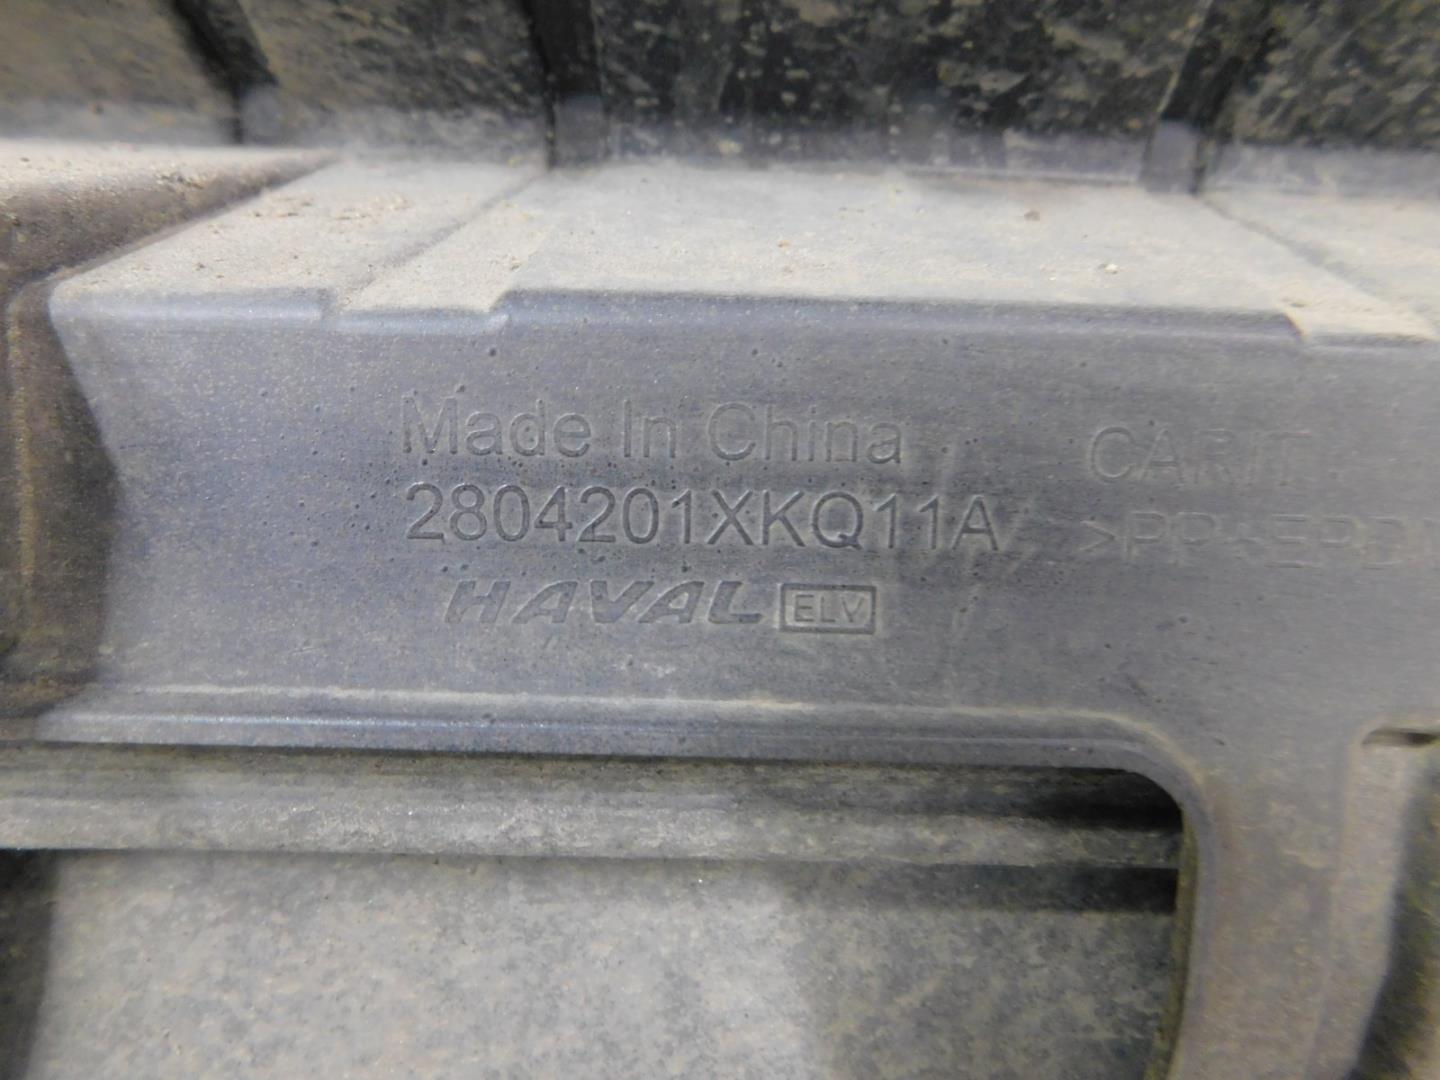 Made In China
2804201XKQ11A
HAVAL ELV